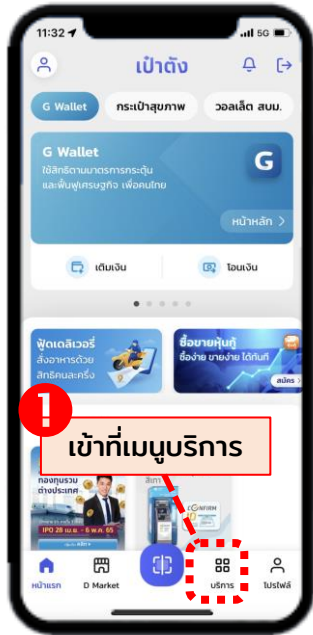 11:32
5G
เป๋าตัง
G Wallet
กระเป๋าสุขภาพ
วอลเล็ต สบม.
G Wallet
G
ใช้สิทธิตามมาตรการกระตุ้น
และฟื้นฟูเศรษฐกิจ เพื่อคนไทย
หน้าหลัก >
เติมเงิน
โอนเงิน
ฟู้ดเดลิเวอรี่
สั่งอาหารด้วย
สิทธิคนละครึ่ง
ซื้อขายหุ้นกู้
ซื้อง่าย ขายง่าย ได้ทันที
สมัคร >
1
เข้าที่เมนูบริการ
กองทุนรวม
ต่างประเทศ
IPO 28 เม.ย. - 6 พ.ค. 65
หน้าแรก
D Market
บริการ
โปรไฟล์